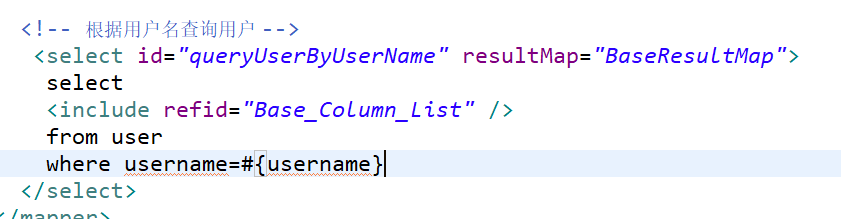 <!-- 根据用户名查询用户 -->
<select id="queryUserByUserName" resultMap="BaseResultMap">
select
<include refid="Base_Column_List" />
from user
where username=#{username}
</select>
</mapper>